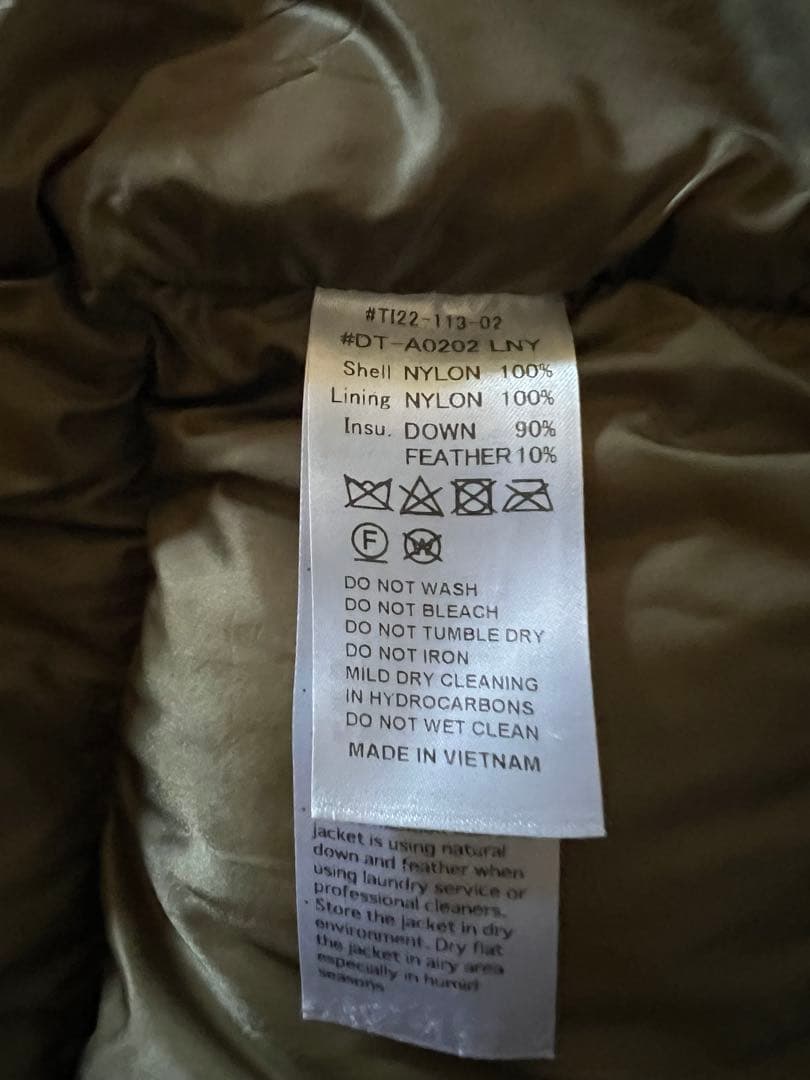 #TI22-113-02
#DT-A0202 LNY
Shell NYLON 100%
Lining NYLON 100%
Insu. DOWN 90%
FEATHER 10%
F W
DO NOT WASH
DO NOT BLEACH
DO NOT TUMBLE DRY
DO NOT IRON
MILD DRY CLEANING
IN HYDROCARBONS
DO NOT WET CLEAN
MADE IN VIETNAM
jacket is using natural
down and feather when
using laundry service or
professional cleaners.
· Store the jacket in dry
environment. Dry flat
the jacket in airy area
especially in humid
seasons